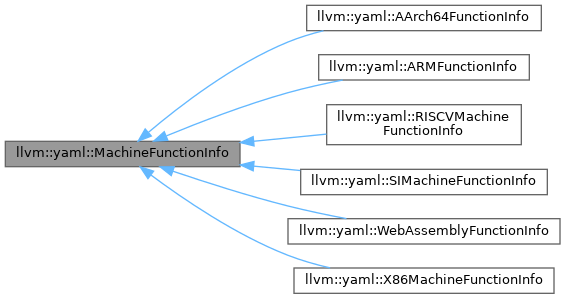 llvm::yaml::AArch64FunctionInfo
llvm::yaml::ARMFunctionInfo
llvm::yaml::RISCVMachine
FunctionInfo
llvm::yaml::MachineFunctionInfo
llvm::yaml::SIMachineFunctionInfo
llvm::yaml::WebAssemblyFunctionInfo
llvm::yaml::X86MachineFunctionInfo